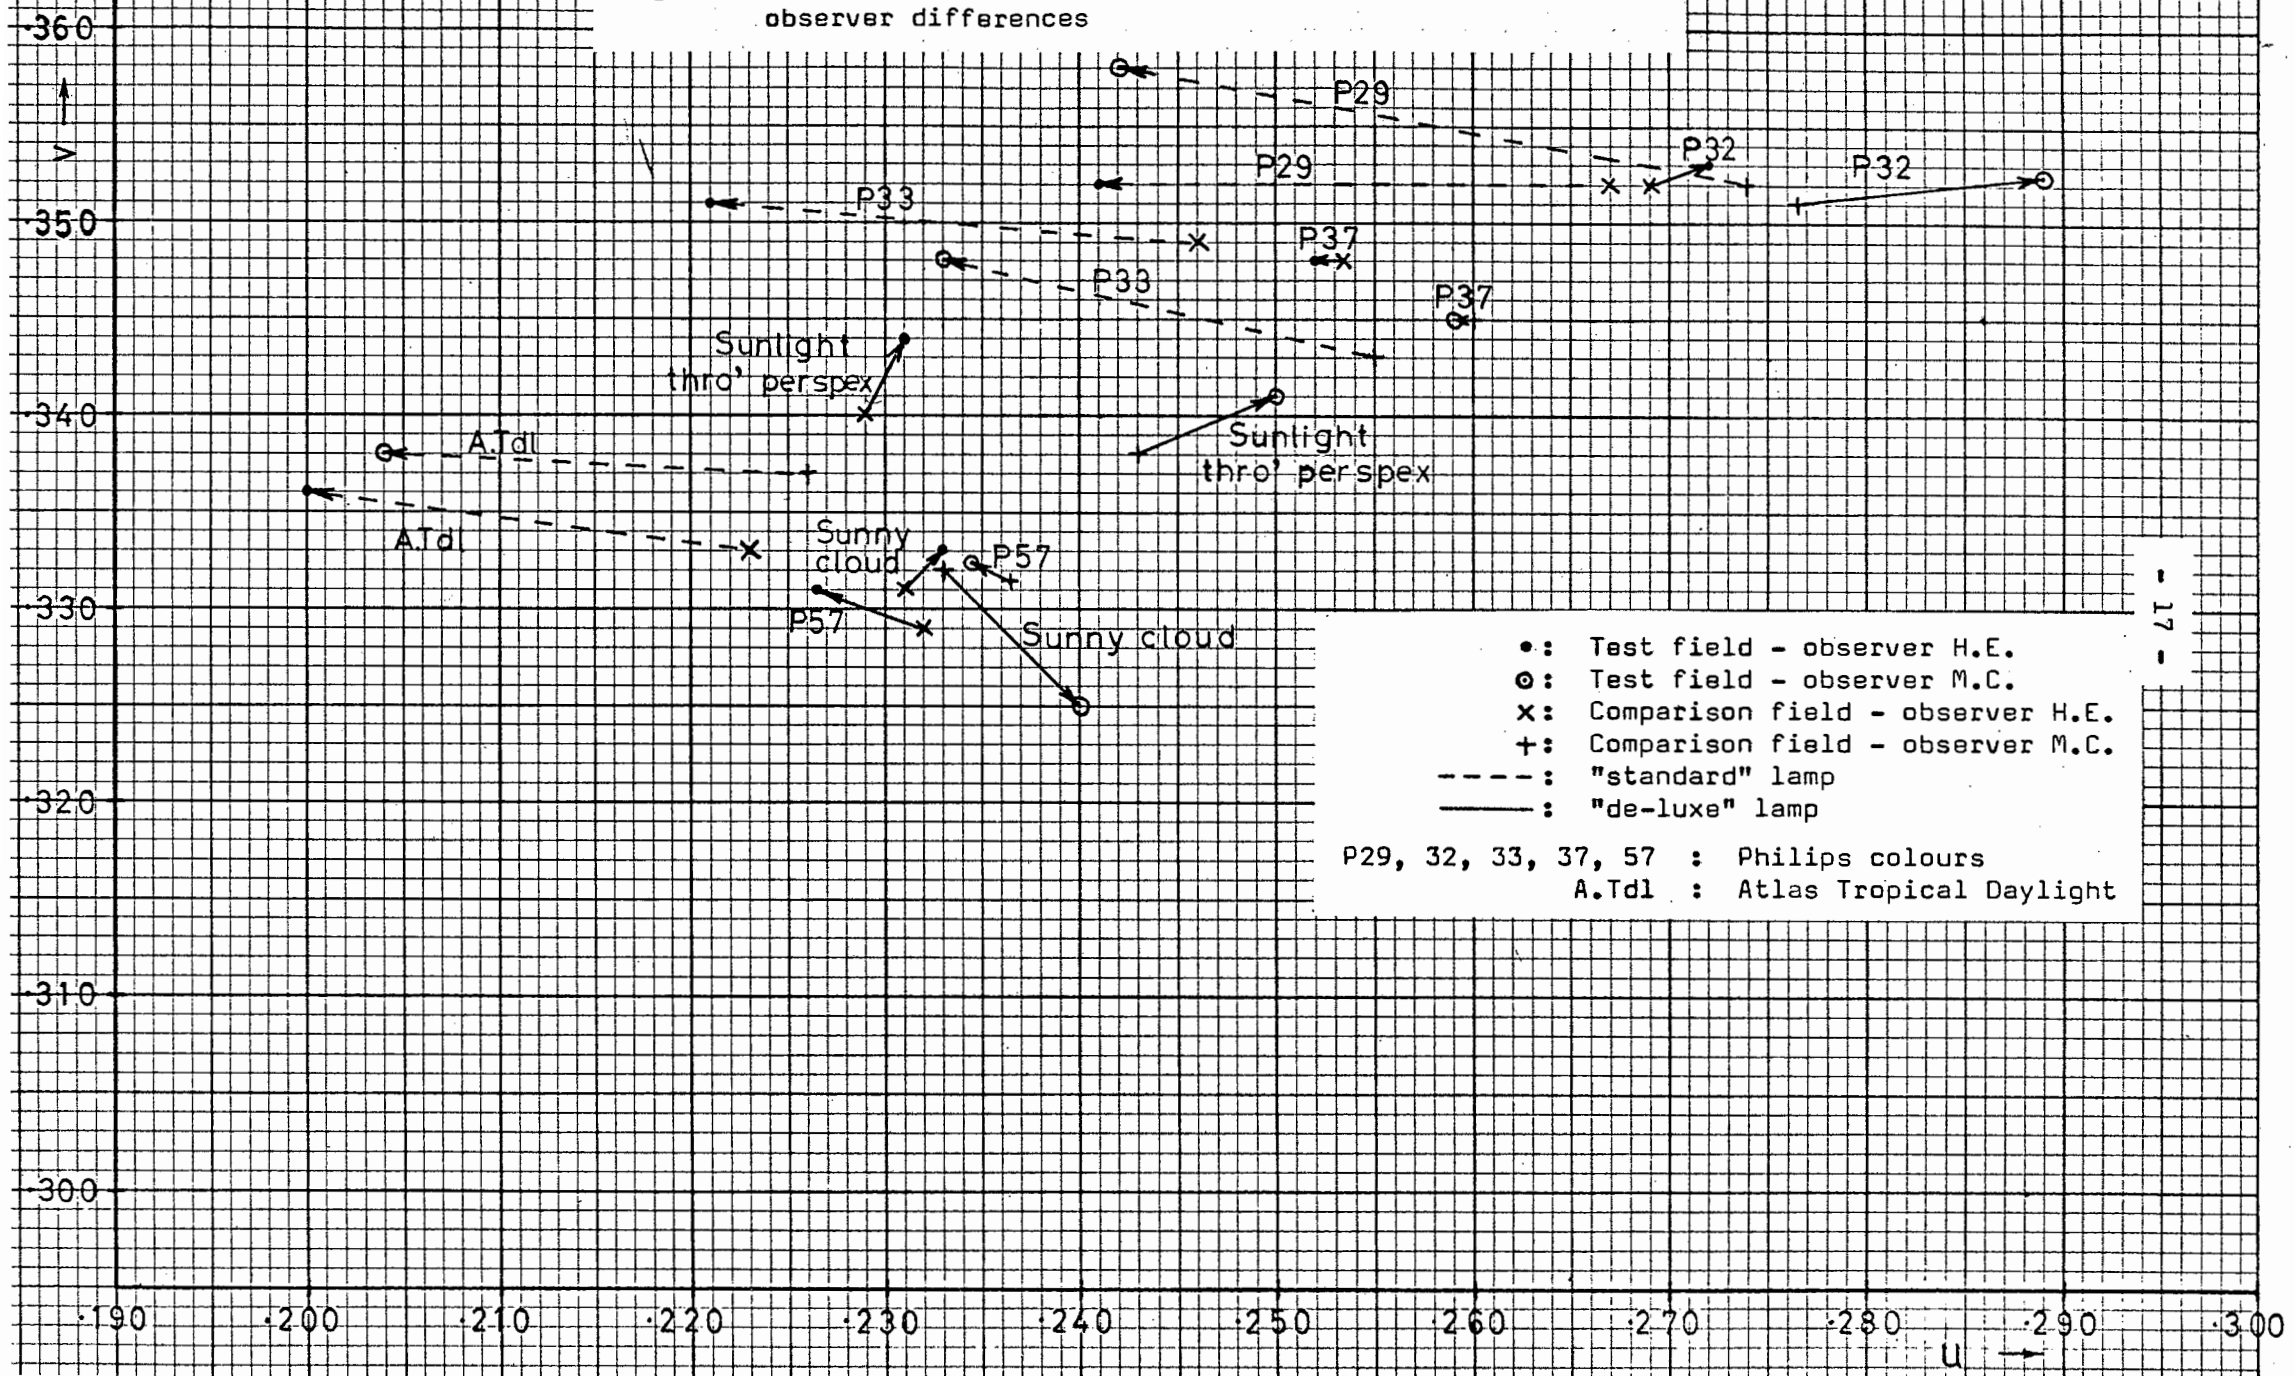 observer differences
·360
v
P29
P32
P29
P32
P33
·350
P37
P33
P37
Sunlight
thro' perspex
·340
A.Tdl
Sunlight
thro' perspex
A.Tdl
Sunny
cloud
P57
·330
P57
Sunny cloud
- 17 -
•: Test field - observer H.E.
⊙: Test field - observer M.C.
×: Comparison field - observer H.E.
+: Comparison field - observer M.C.
----: "standard" lamp
———: "de-luxe" lamp
P29, 32, 33, 37, 57 : Philips colours
A.Tdl : Atlas Tropical Daylight
·320
·310
·300
·190 ·200 ·210 ·220 ·230 ·240 ·250 ·260 ·270 ·280 ·290 ·300
u